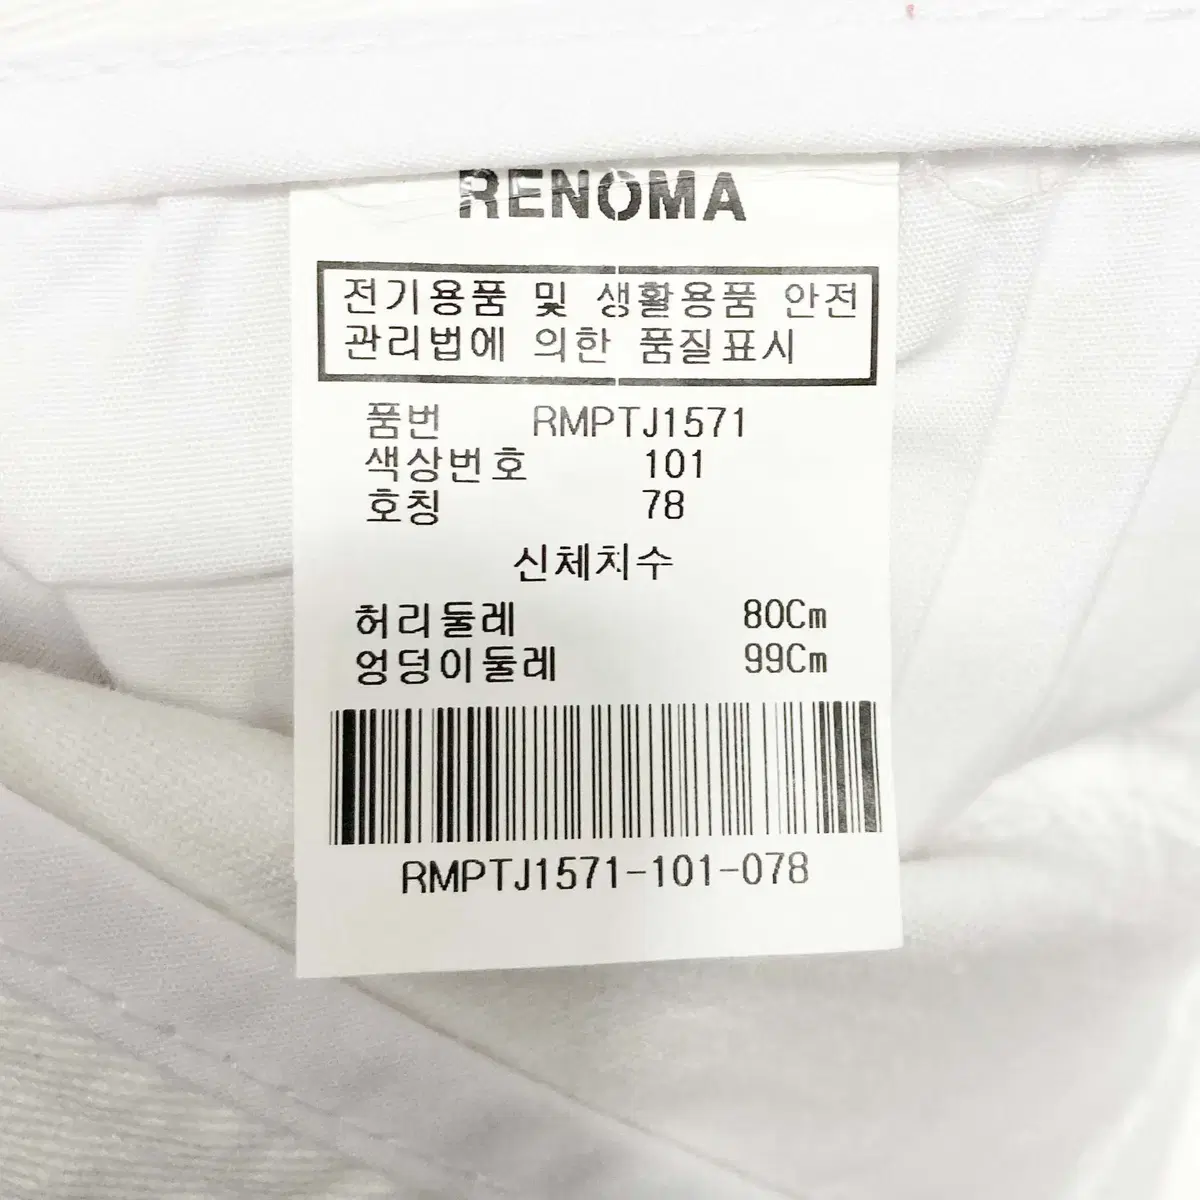 RENOMA
전기용품 및 생활용품 안전
관리법에 의한 품질표시
품번 RMPTJ1571
색상번호 101
호칭 78
신체치수
허리둘레 80Cm
엉덩이둘레 99Cm
RMPTJ1571-101-078